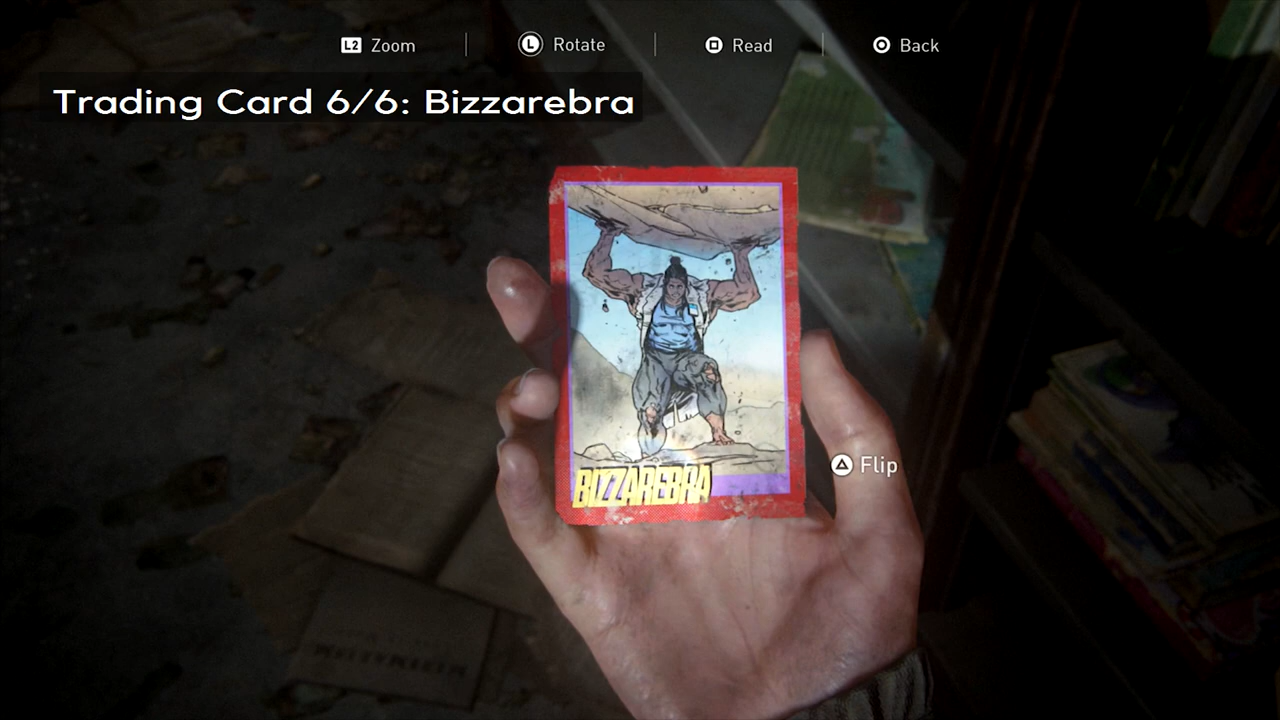 L2 Zoom
L Rotate
Read
Back
Trading Card 6/6: Bizzarebra
Flip
BIZZAREBRA